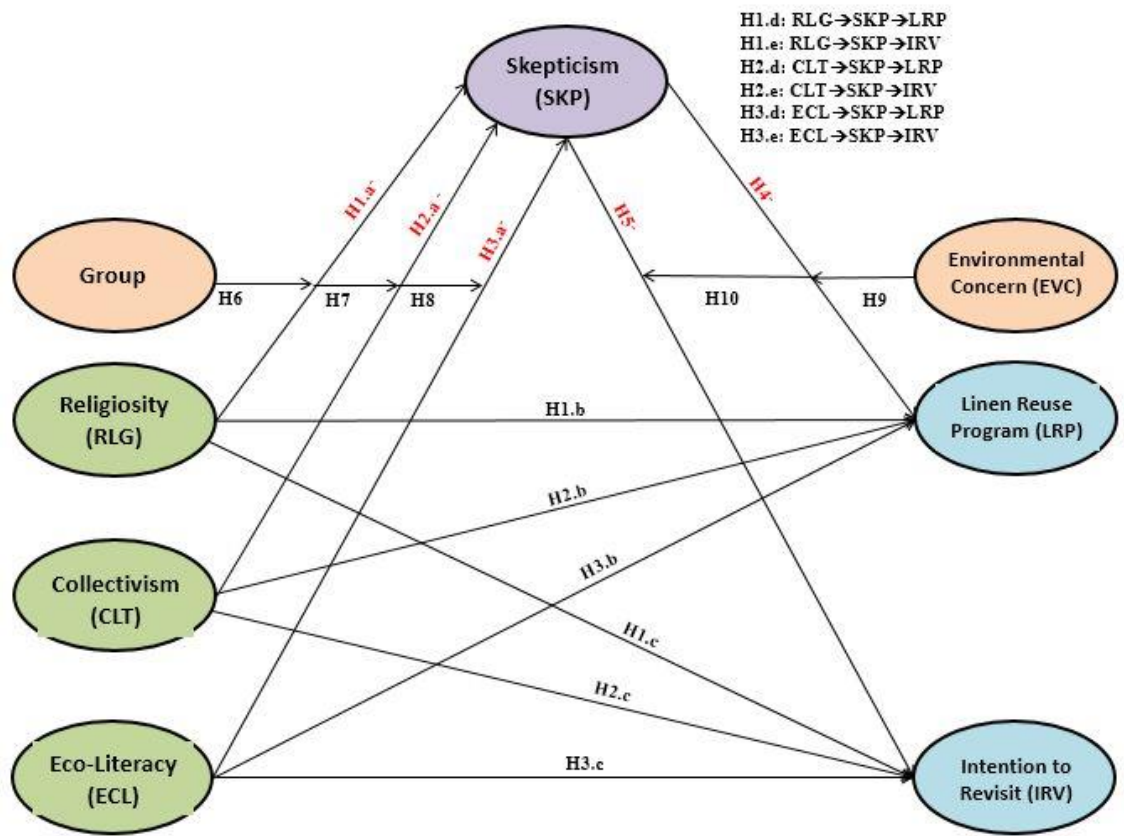 H1.d: RLG→SKP→LRP
H1.e: RLG→SKP→IRV
H2.d: CLT→SKP→LRP
H2.e: CLT→SKP→IRV
H3.d: ECL→SKP→LRP
H3.e: ECL→SKP→IRV
Skepticism
(SKP)
H1.a-
H2.a-
H3.a-
H5-
H4-
Group
H6
H7
H8
H10
H9
Environmental
Concern (EVC)
Religiosity
(RLG)
H1.b
Linen Reuse
Program (LRP)
H2.b
H3.b
Collectivism
(CLT)
H1.c
H2.c
Eco-Literacy
(ECL)
H3.c
Intention to
Revisit (IRV)